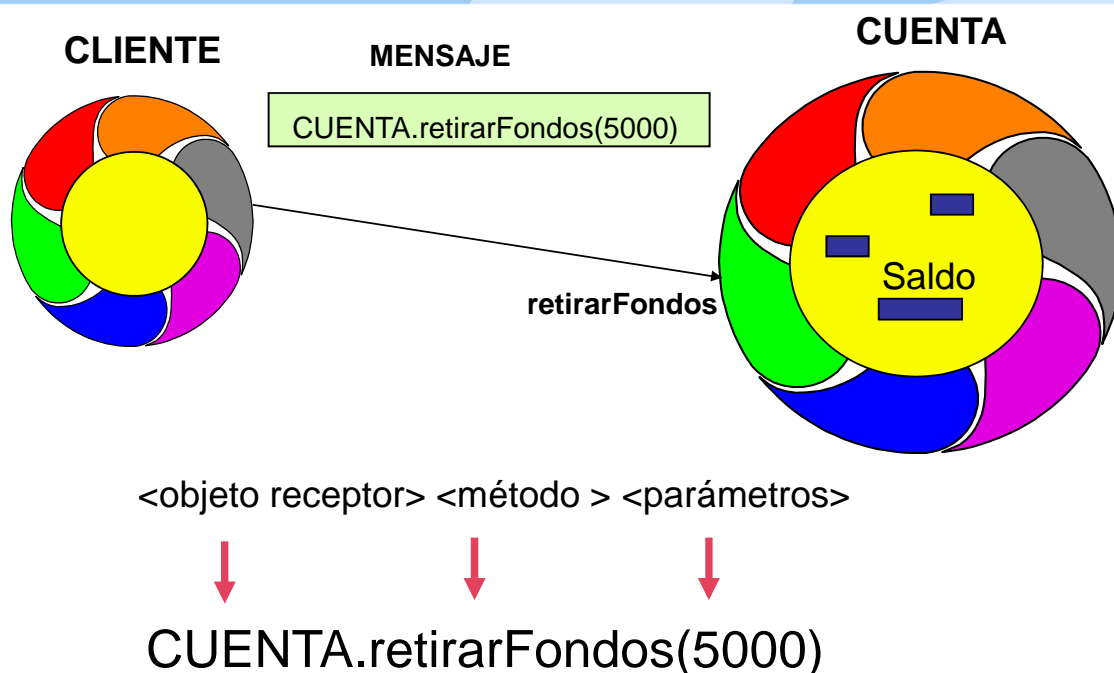 CLIENTE
MENSAJE
CUENTA
CUENTA.retirarFondos(5000)
Saldo
retirarFondos
<objeto receptor> <método > <parámetros>
CUENTA.retirarFondos(5000)